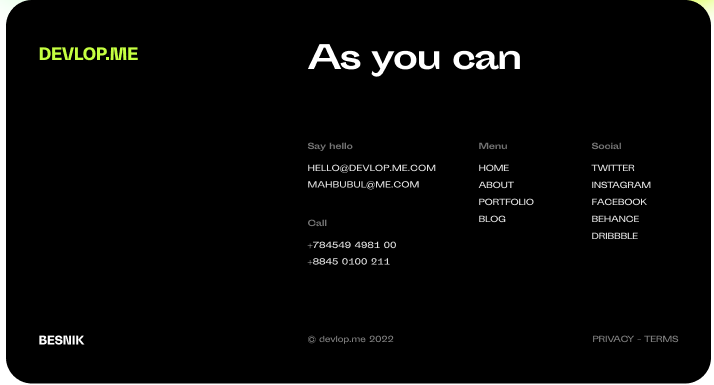 DEVLOP.ME
As you can
Say hello
HELLO@DEVLOP.ME.COM
MAHBUBUL@ME.COM
Call
+784549 4981 00
+8845 0100 211
Menu
HOME
ABOUT
PORTFOLIO
BLOG
Social
TWITTER
INSTAGRAM
FACEBOOK
BEHANCE
DRIBBBLE
BESNIK
© devlop.me 2022
PRIVACY - TERMS